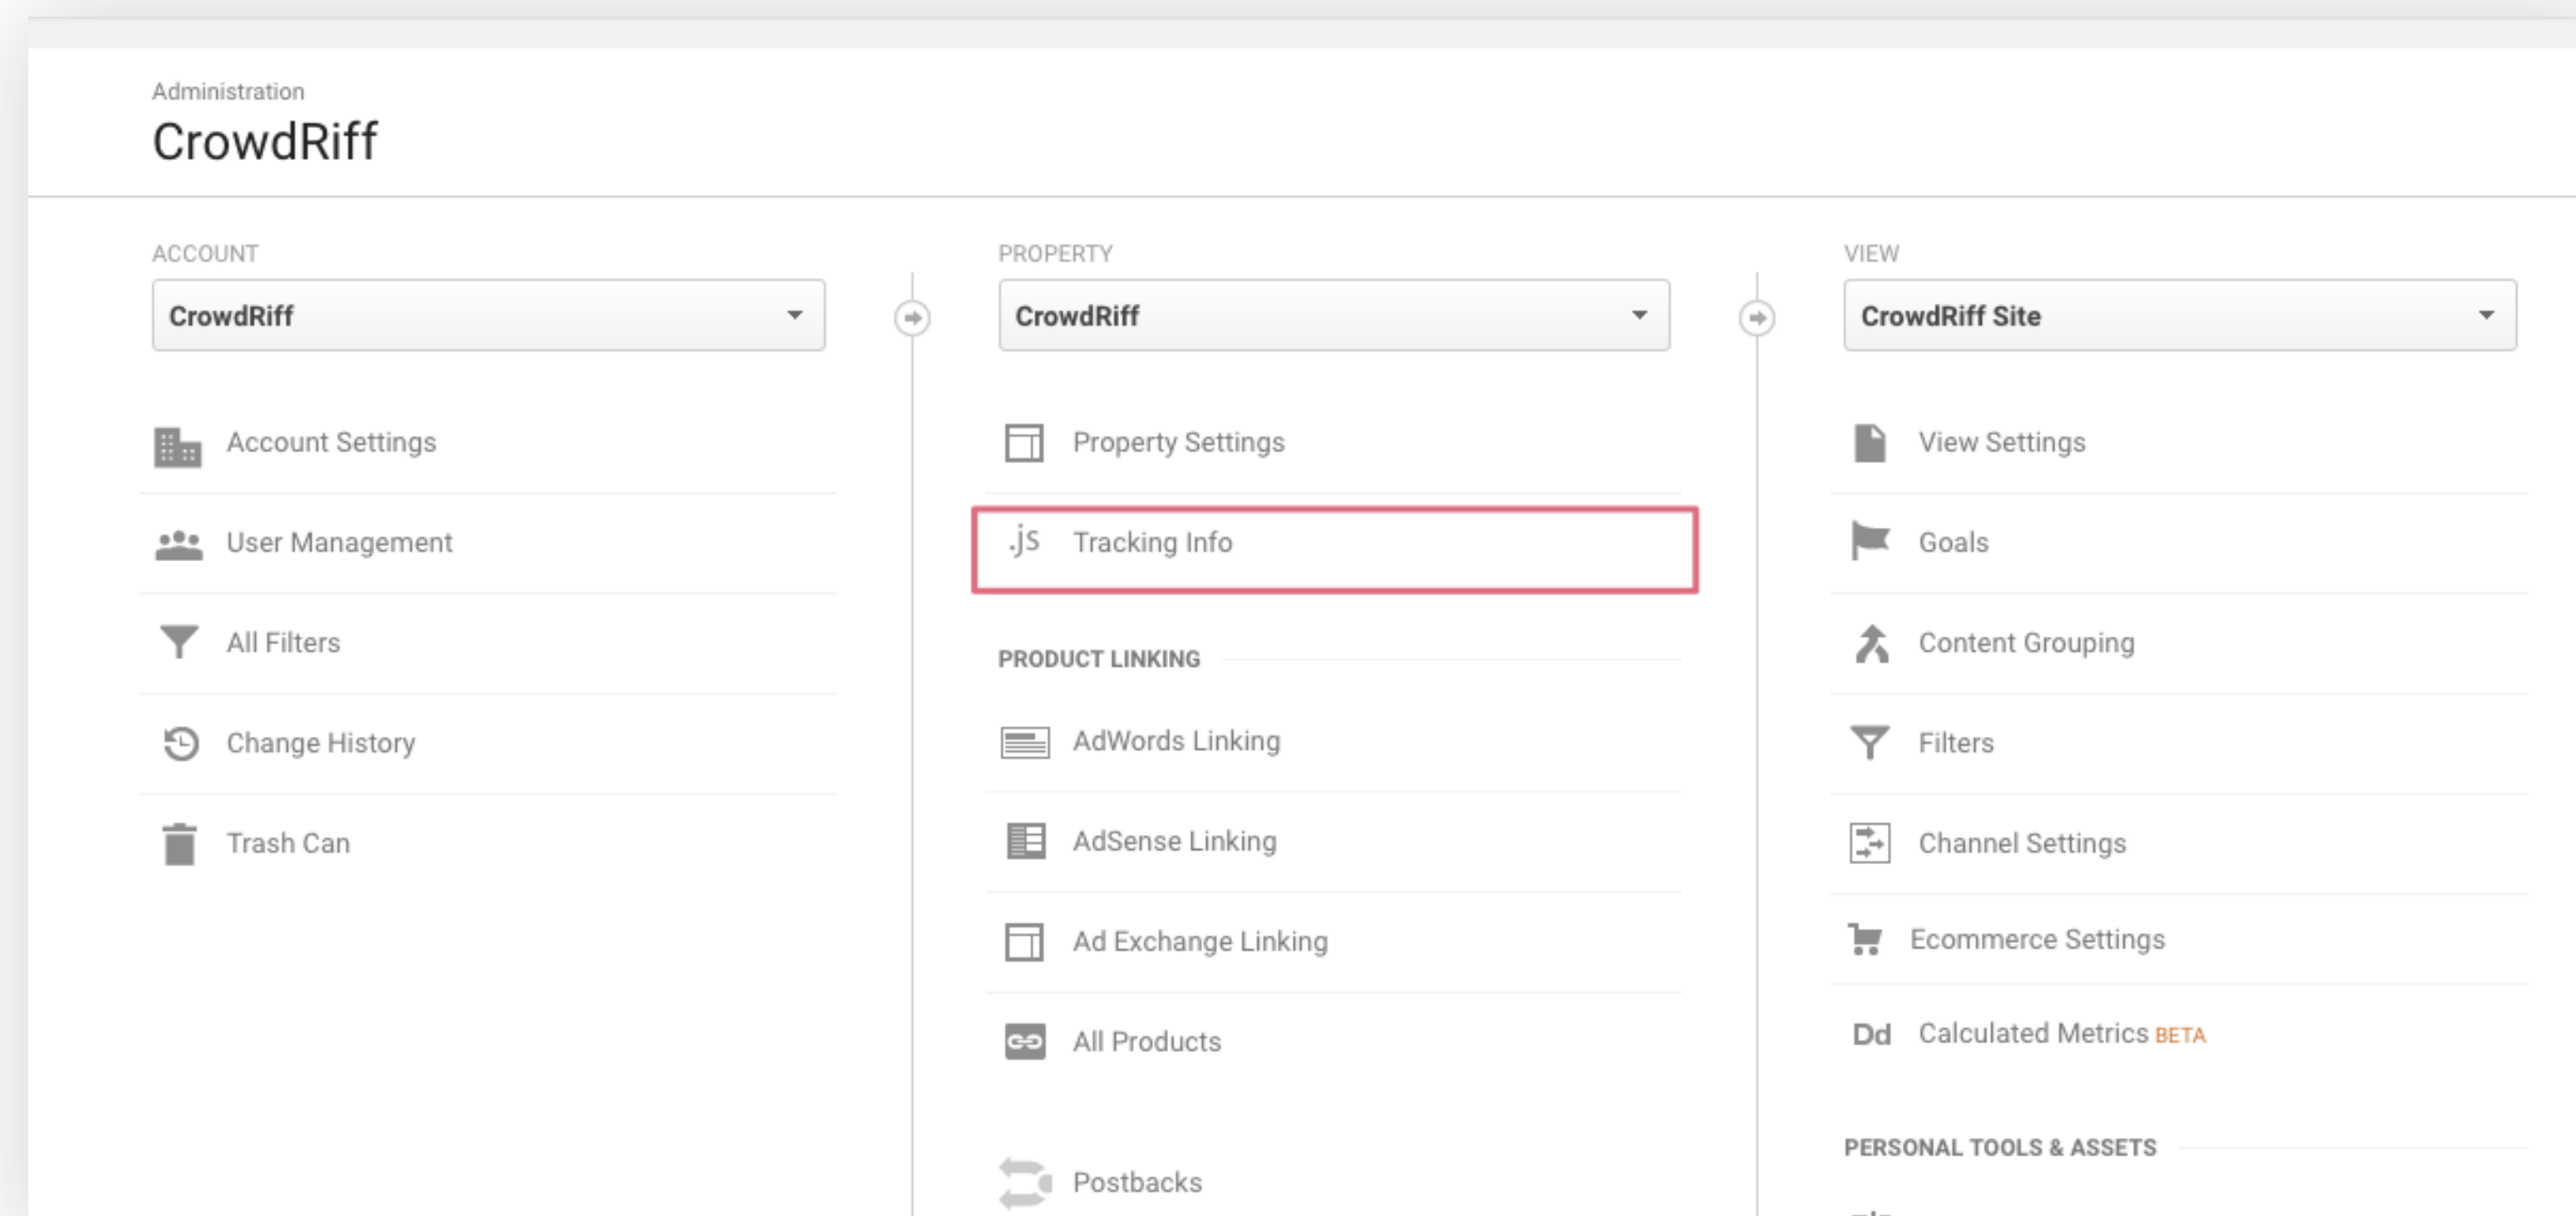 Administration
CrowdRiff
ACCOUNT
CrowdRiff
Account Settings
User Management
All Filters
Change History
Trash Can
PROPERTY
CrowdRiff
Property Settings
.js Tracking Info
PRODUCT LINKING
AdWords Linking
AdSense Linking
Ad Exchange Linking
All Products
Postbacks
VIEW
CrowdRiff Site
View Settings
Goals
Content Grouping
Filters
Channel Settings
Ecommerce Settings
Dd Calculated Metrics BETA
PERSONAL TOOLS & ASSETS